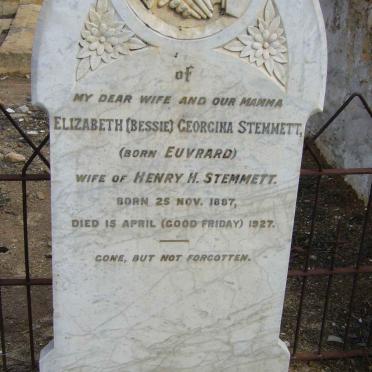 of
MY DEAR WIFE AND OUR MAMMA
ELIZABETH (BESSIE) GEORGINA STEMMETT,
(BORN EUVRARD)
WIFE OF HENRY H. STEMMETT.
BORN 25 NOV. 1887,
DIED 15 APRIL (GOOD FRIDAY) 1927.
GONE, BUT NOT FORGOTTEN.